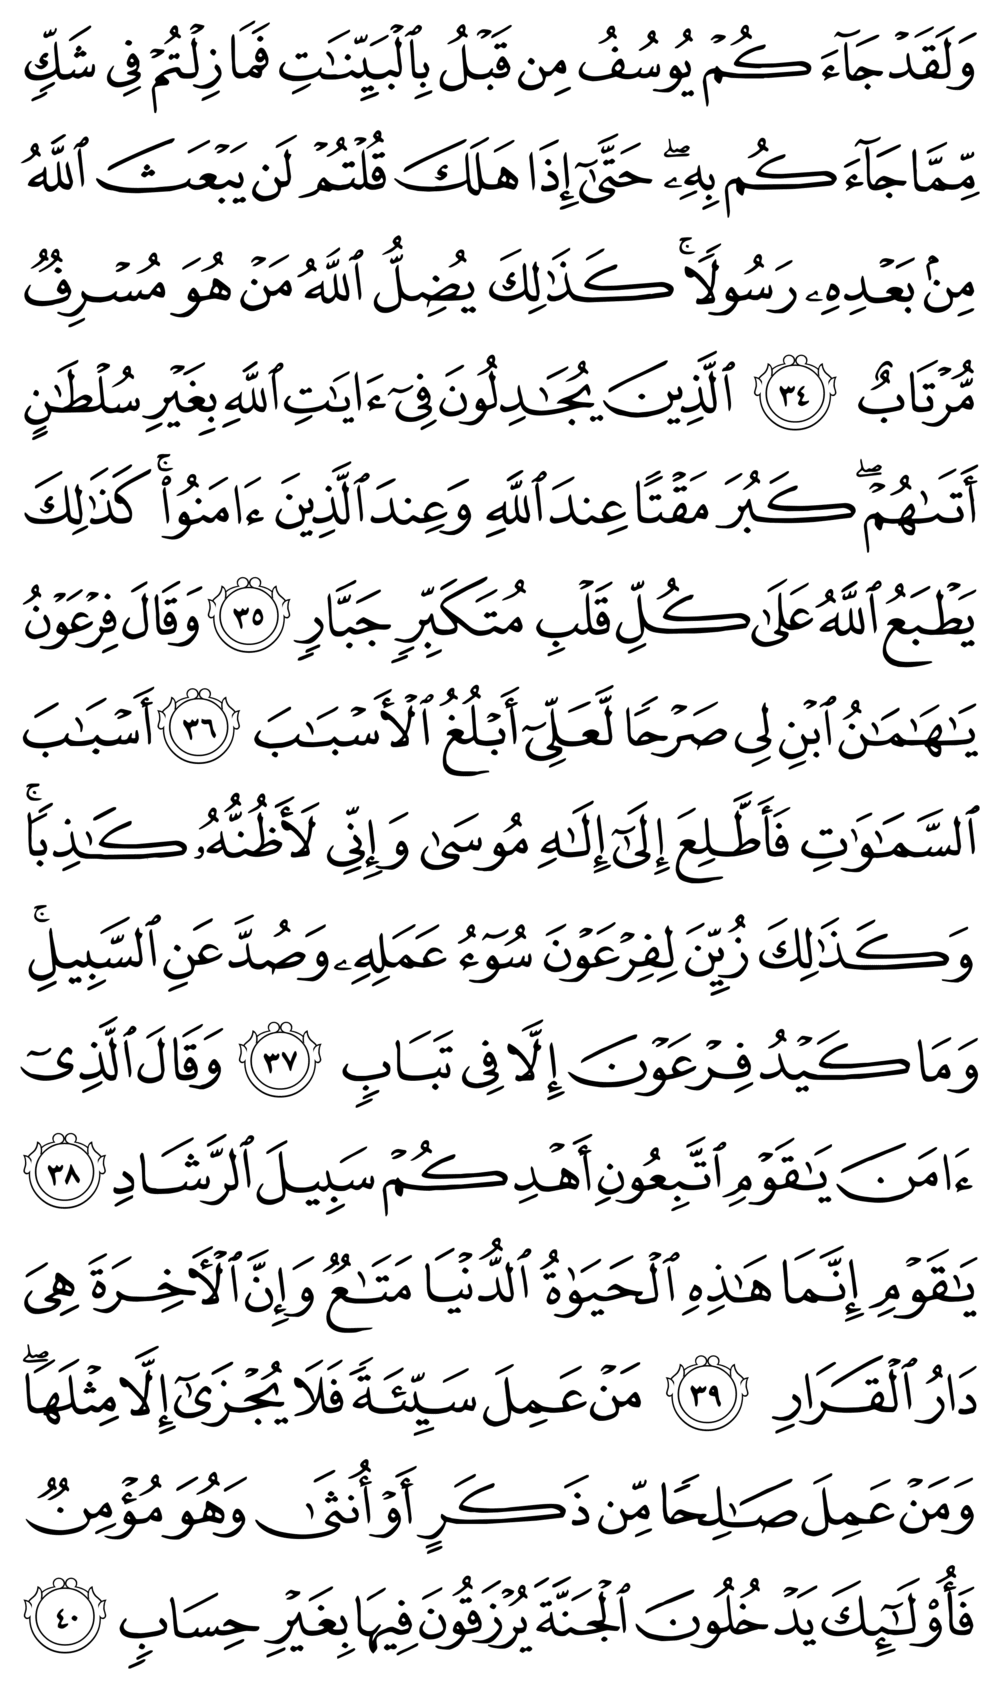 وَلَقَدْ جَآءَكُمْ يُوسُفُ مِن قَبْلُ بِٱلْبَيِّنَٰتِ فَمَا زِلْتُمْ فِى شَكٍّ
مِّمَّا جَآءَكُم بِهِۦ ۖ حَتَّىٰٓ إِذَا هَلَكَ قُلْتُمْ لَن يَبْعَثَ ٱللَّهُ
مِنۢ بَعْدِهِۦ رَسُولًا ۚ كَذَٰلِكَ يُضِلُّ ٱللَّهُ مَنْ هُوَ مُسْرِفٌ
مُّرْتَابٌ ٣٤ ٱلَّذِينَ يُجَٰدِلُونَ فِىٓ ءَايَٰتِ ٱللَّهِ بِغَيْرِ سُلْطَٰنٍ
أَتَىٰهُمْ ۖ كَبُرَ مَقْتًا عِندَ ٱللَّهِ وَعِندَ ٱلَّذِينَ ءَامَنُوا۟ ۚ كَذَٰلِكَ
يَطْبَعُ ٱللَّهُ عَلَىٰ كُلِّ قَلْبِ مُتَكَبِّرٍ جَبَّارٍ ٣٥ وَقَالَ فِرْعَوْنُ
يَٰهَٰمَٰنُ ٱبْنِ لِى صَرْحًا لَّعَلِّىٓ أَبْلُغُ ٱلْأَسْبَٰبَ ٣٦ أَسْبَٰبَ
ٱلسَّمَٰوَٰتِ فَأَطَّلِعَ إِلَىٰٓ إِلَٰهِ مُوسَىٰ وَإِنِّى لَأَظُنُّهُۥ كَٰذِبًا ۚ
وَكَذَٰلِكَ زُيِّنَ لِفِرْعَوْنَ سُوٓءُ عَمَلِهِۦ وَصُدَّ عَنِ ٱلسَّبِيلِ ۚ
وَمَا كَيْدُ فِرْعَوْنَ إِلَّا فِى تَبَابٍ ٣٧ وَقَالَ ٱلَّذِىٓ
ءَامَنَ يَٰقَوْمِ ٱتَّبِعُونِ أَهْدِكُمْ سَبِيلَ ٱلرَّشَادِ ٣٨
يَٰقَوْمِ إِنَّمَا هَٰذِهِ ٱلْحَيَوٰةُ ٱلدُّنْيَا مَتَٰعٌ وَإِنَّ ٱلْأَخِرَةَ هِىَ
دَارُ ٱلْقَرَارِ ٣٩ مَنْ عَمِلَ سَيِّئَةً فَلَا يُجْزَىٰٓ إِلَّا مِثْلَهَا ۖ
وَمَنْ عَمِلَ صَٰلِحًا مِّن ذَكَرٍ أَوْ أُنثَىٰ وَهُوَ مُؤْمِنٌ
فَأُو۟لَٰٓئِكَ يَدْخُلُونَ ٱلْجَنَّةَ يُرْزَقُونَ فِيهَا بِغَيْرِ حِسَابٍ ٤٠